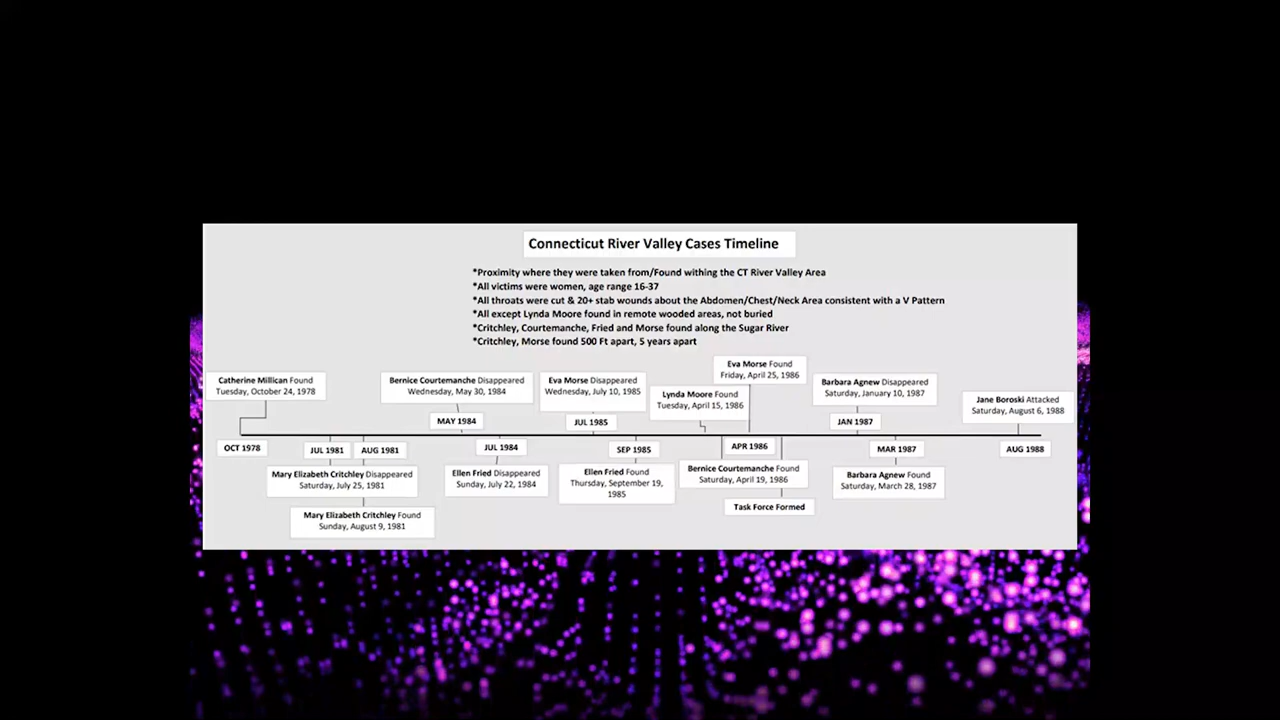 Connecticut River Valley Cases Timeline
*Proximity where they were taken from/Found withing the CT River Valley Area
*All victims were women, age range 16-37
*All throats were cut & 20+ stab wounds about the Abdomen/Chest/Neck Area consistent with a V Pattern
*All except Lynda Moore found in remote wooded areas, not buried
*Critchley, Courtemanche, Fried and Morse found along the Sugar River
*Critchley, Morse found 500 Ft apart, 5 years apart
Catherine Millican Found
Tuesday, October 24, 1978
Bernice Courtemanche Disappeared
Wednesday, May 30, 1984
Eva Morse Disappeared
Wednesday, July 10, 1985
Lynda Moore Found
Tuesday, April 15, 1986
Eva Morse Found
Friday, April 25, 1986
Barbara Agnew Disappeared
Saturday, January 10, 1987
Jane Boroski Attacked
Saturday, August 6, 1988
MAY 1984
JUL 1985
JAN 1987
OCT 1978
JUL 1981
AUG 1981
JUL 1984
SEP 1985
APR 1986
MAR 1987
AUG 1988
Mary Elizabeth Critchley Disappeared
Saturday, July 25, 1981
Mary Elizabeth Critchley Found
Sunday, August 9, 1981
Ellen Fried Disappeared
Sunday, July 22, 1984
Ellen Fried Found
Thursday, September 19,
1985
Bernice Courtemanche Found
Saturday, April 19, 1986
Task Force Formed
Barbara Agnew Found
Saturday, March 28, 1987